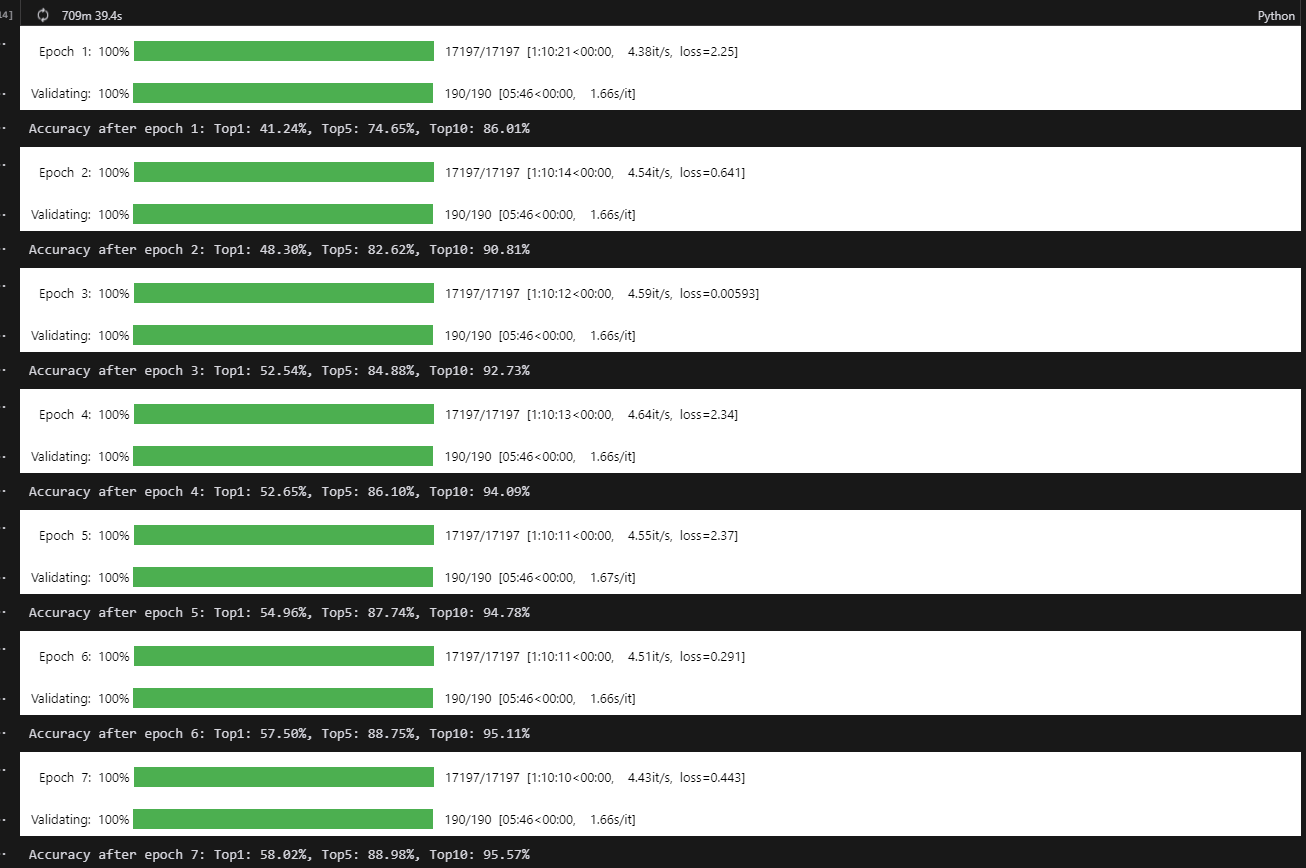 14] 709m 39.4s Python
Epoch 1: 100% 17197/17197 [1:10:21<00:00, 4.38it/s, loss=2.25]
Validating: 100% 190/190 [05:46<00:00, 1.66s/it]
Accuracy after epoch 1: Top1: 41.24%, Top5: 74.65%, Top10: 86.01%
Epoch 2: 100% 17197/17197 [1:10:14<00:00, 4.54it/s, loss=0.641]
Validating: 100% 190/190 [05:46<00:00, 1.66s/it]
Accuracy after epoch 2: Top1: 48.30%, Top5: 82.62%, Top10: 90.81%
Epoch 3: 100% 17197/17197 [1:10:12<00:00, 4.59it/s, loss=0.00593]
Validating: 100% 190/190 [05:46<00:00, 1.66s/it]
Accuracy after epoch 3: Top1: 52.54%, Top5: 84.88%, Top10: 92.73%
Epoch 4: 100% 17197/17197 [1:10:13<00:00, 4.64it/s, loss=2.34]
Validating: 100% 190/190 [05:46<00:00, 1.66s/it]
Accuracy after epoch 4: Top1: 52.65%, Top5: 86.10%, Top10: 94.09%
Epoch 5: 100% 17197/17197 [1:10:11<00:00, 4.55it/s, loss=2.37]
Validating: 100% 190/190 [05:46<00:00, 1.67s/it]
Accuracy after epoch 5: Top1: 54.96%, Top5: 87.74%, Top10: 94.78%
Epoch 6: 100% 17197/17197 [1:10:11<00:00, 4.51it/s, loss=0.291]
Validating: 100% 190/190 [05:46<00:00, 1.66s/it]
Accuracy after epoch 6: Top1: 57.50%, Top5: 88.75%, Top10: 95.11%
Epoch 7: 100% 17197/17197 [1:10:10<00:00, 4.43it/s, loss=0.443]
Validating: 100% 190/190 [05:46<00:00, 1.66s/it]
Accuracy after epoch 7: Top1: 58.02%, Top5: 88.98%, Top10: 95.57%